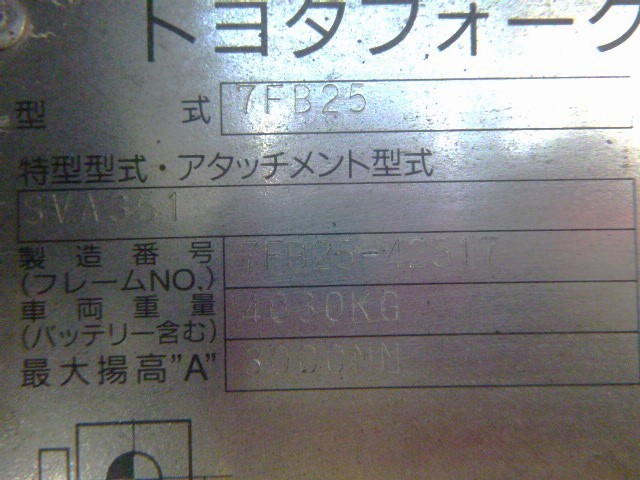 トヨタフォーク
型式 7FB25
特型型式・アタッチメント型式
製造番号
(フレームNO.)
車両重量
(バッテリー含む) 4030KG
最大揚高"A" 3000MM